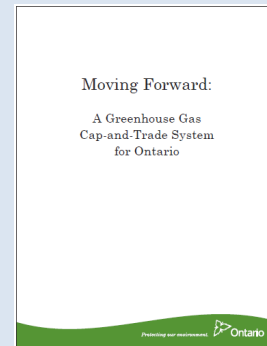 Moving Forward:
A Greenhouse Gas
Cap-and-Trade System
for Ontario
Protecting our environment.
Ontario